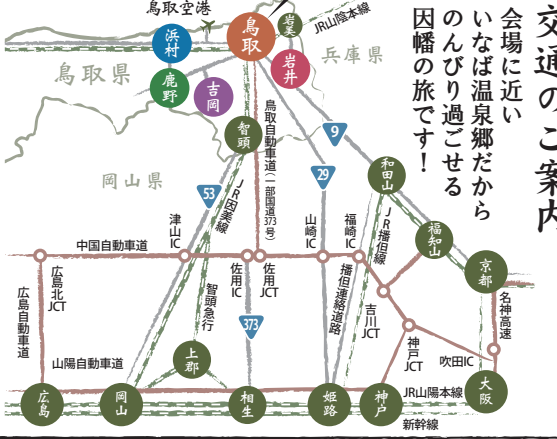 交通のご案内
会場に近い
いなば温泉郷だから
のんびり過ごせる
因幡の旅です！
鳥取空港
鳥取
岩美
JR山陰本線
浜村
岩井
兵庫県
鳥取県
鹿野
吉岡
智頭
鳥取自動車道（一部国道373号）
9
岡山県
53
29
和田山
JR因美線
津山IC
山崎IC
福崎IC
JR播但線
福知山
中国自動車道
京都
広島北JCT
佐用IC
佐用JCT
播但連絡道路
吉川JCT
名神高速
広島自動車道
智頭急行
373
神戸JCT
吹田IC
山陽自動車道
上郡
広島
岡山
相生
姫路
神戸
JR山陽本線
大阪
新幹線